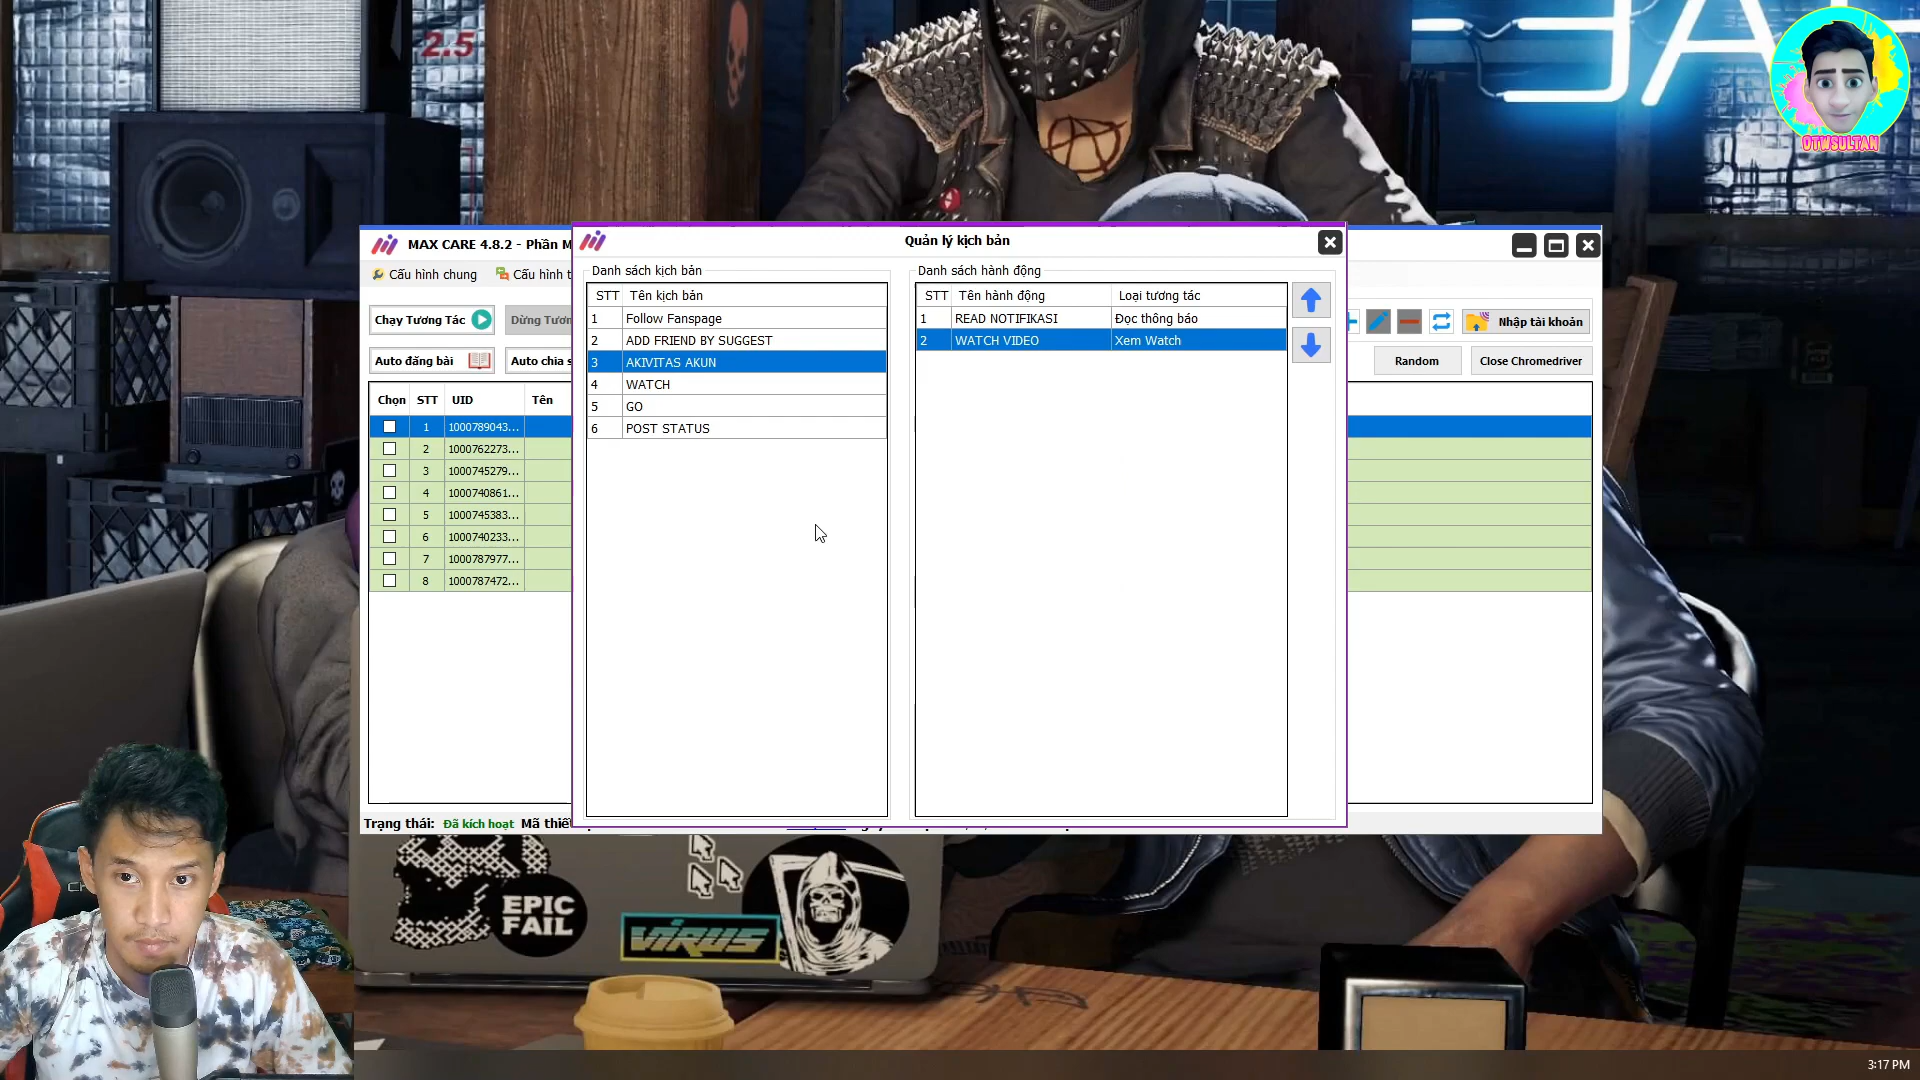 2.5
OTWSULTAN
MAX CARE 4.8.2 - Phần M
Quản lý kịch bản
Cấu hình chung
Cấu hình t
Chạy Tương Tác
Dừng Tươn
Nhập tài khoản
Auto đăng bài
Auto chia s
Random
Close Chromedriver
Chọn STT UID Tên
1 1000789043...
2 1000762273...
3 1000745279...
4 1000740861...
5 1000745383...
6 1000740233...
7 1000787977...
8 1000787472...
Danh sách kịch bản
STT Tên kịch bản
1 Follow Fanspage
2 ADD FRIEND BY SUGGEST
3 AKIVITAS AKUN
4 WATCH
5 GO
6 POST STATUS
Danh sách hành động
STT Tên hành động Loại tương tác
1 READ NOTIFIKASI Đọc thông báo
2 WATCH VIDEO Xem Watch
Trạng thái: Đã kích hoạt Mã thiế
EPIC
FAIL
VIRUS
3:17 PM